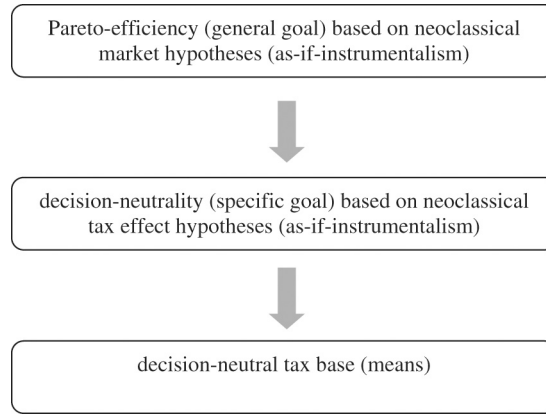 Pareto-efficiency (general goal) based on neoclassical
market hypotheses (as-if-instrumentalism)
decision-neutrality (specific goal) based on neoclassical
tax effect hypotheses (as-if-instrumentalism)
decision-neutral tax base (means)